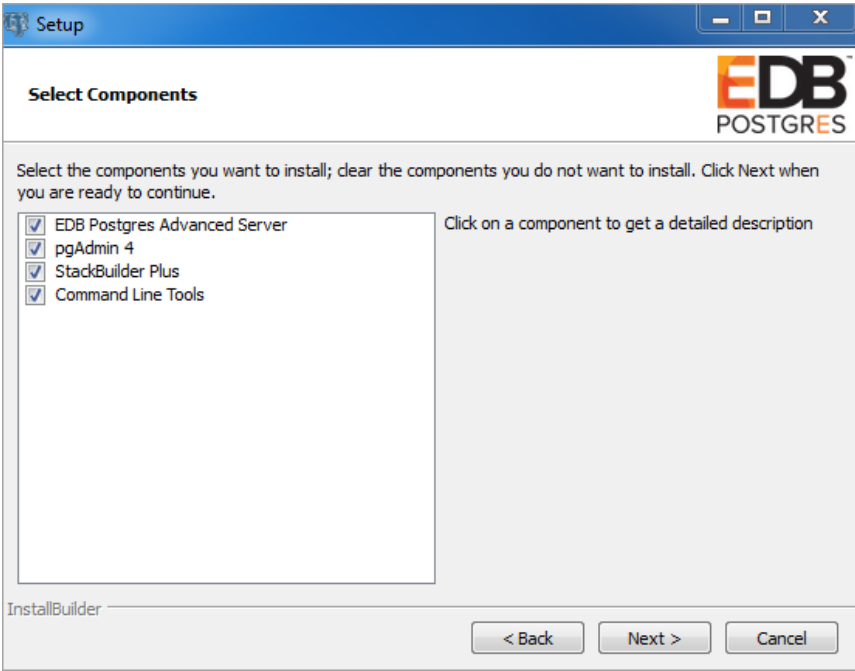 Setup
Select Components
EDB
POSTGRES
Select the components you want to install; clear the components you do not want to install. Click Next when
you are ready to continue.
EDB Postgres Advanced Server
Click on a component to get a detailed description
pgAdmin 4
StackBuilder Plus
Command Line Tools
InstallBuilder
< Back
Next >
Cancel